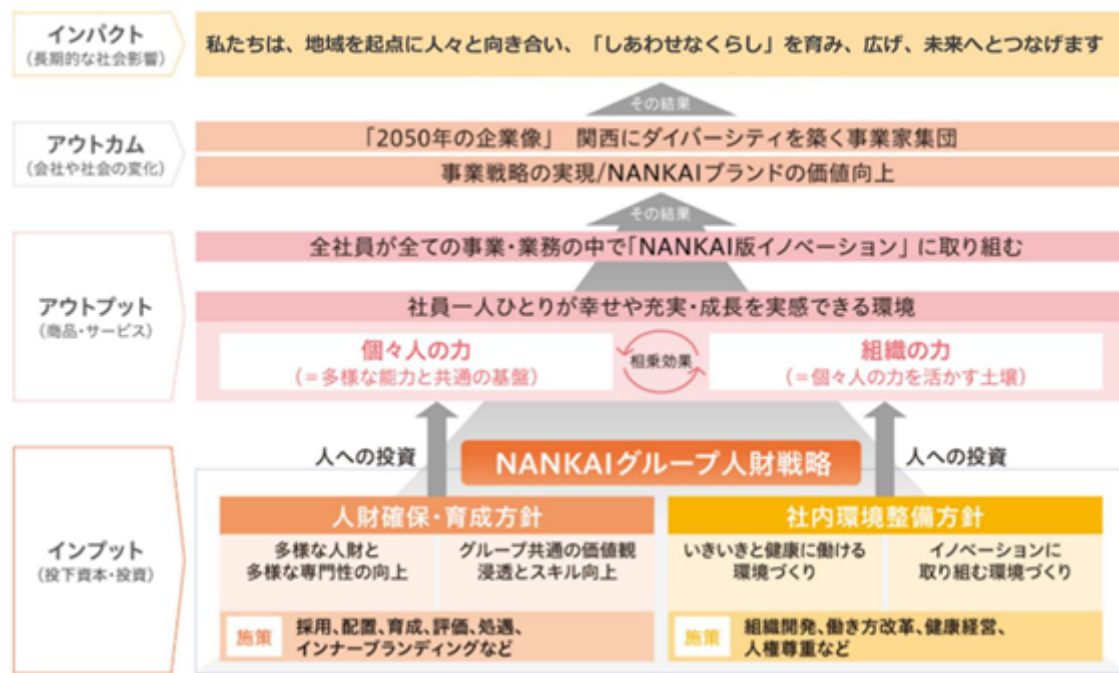 インパクト
(長期的な社会影響)
私たちは、地域を起点に人々と向き合い、「しあわせなくらし」を育み、広げ、未来へとつなげます
その結果
アウトカム
(会社や社会の変化)
「2050年の企業像」 関西にダイバーシティを築く事業家集団
事業戦略の実現/NANKAIブランドの価値向上
その結果
アウトプット
(商品・サービス)
全社員が全ての事業・業務の中で「NANKAI版イノベーション」に取り組む
社員一人ひとりが幸せや充実・成長を実感できる環境
個々人の力
(=多様な能力と共通の基盤)
相乗効果
組織の力
(=個々人の力を活かす土壌)
インプット
(投下資本・投資)
人への投資
NANKAIグループ人財戦略
人への投資
人財確保・育成方針
多様な人財と
多様な専門性の向上
グループ共通の価値観
浸透とスキル向上
施策
採用、配置、育成、評価、処遇、
インナーブランディングなど
社内環境整備方針
いきいきと健康に働ける
環境づくり
イノベーションに
取り組む環境づくり
施策
組織開発、働き方改革、健康経営、
人権尊重など